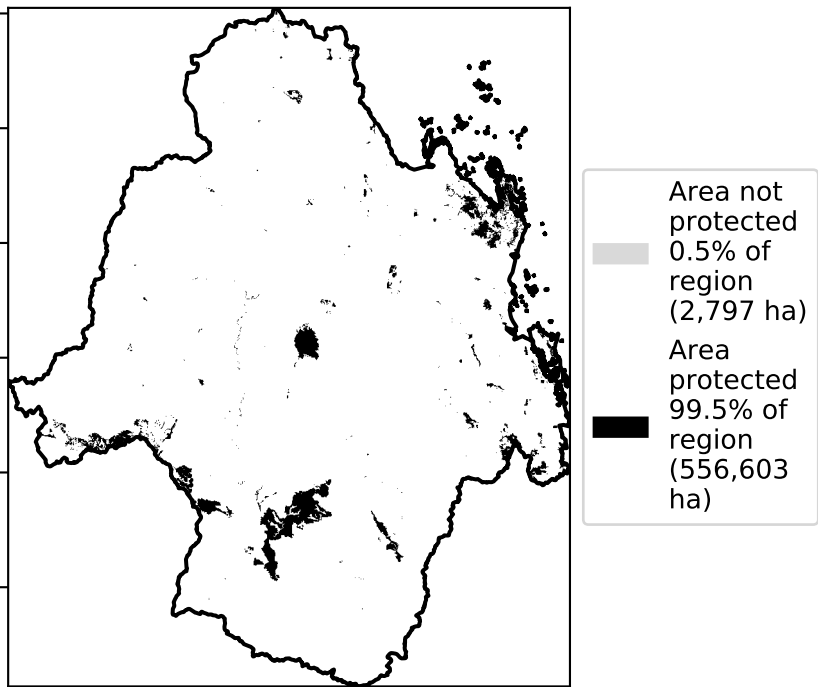 Area not
protected
0.5% of
region
(2,797 ha)
Area
protected
99.5% of
region
(556,603
ha)